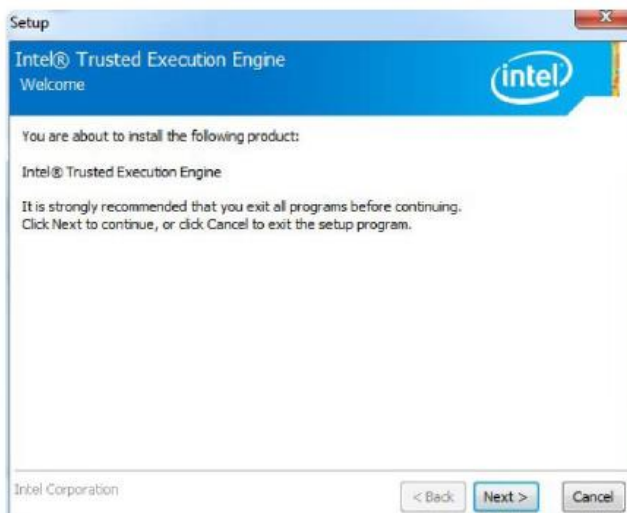 Setup
Intel® Trusted Execution Engine
Welcome
intel
You are about to install the following product:
Intel® Trusted Execution Engine
It is strongly recommended that you exit all programs before continuing.
Click Next to continue, or click Cancel to exit the setup program.
Intel Corporation
< Back Next > Cancel